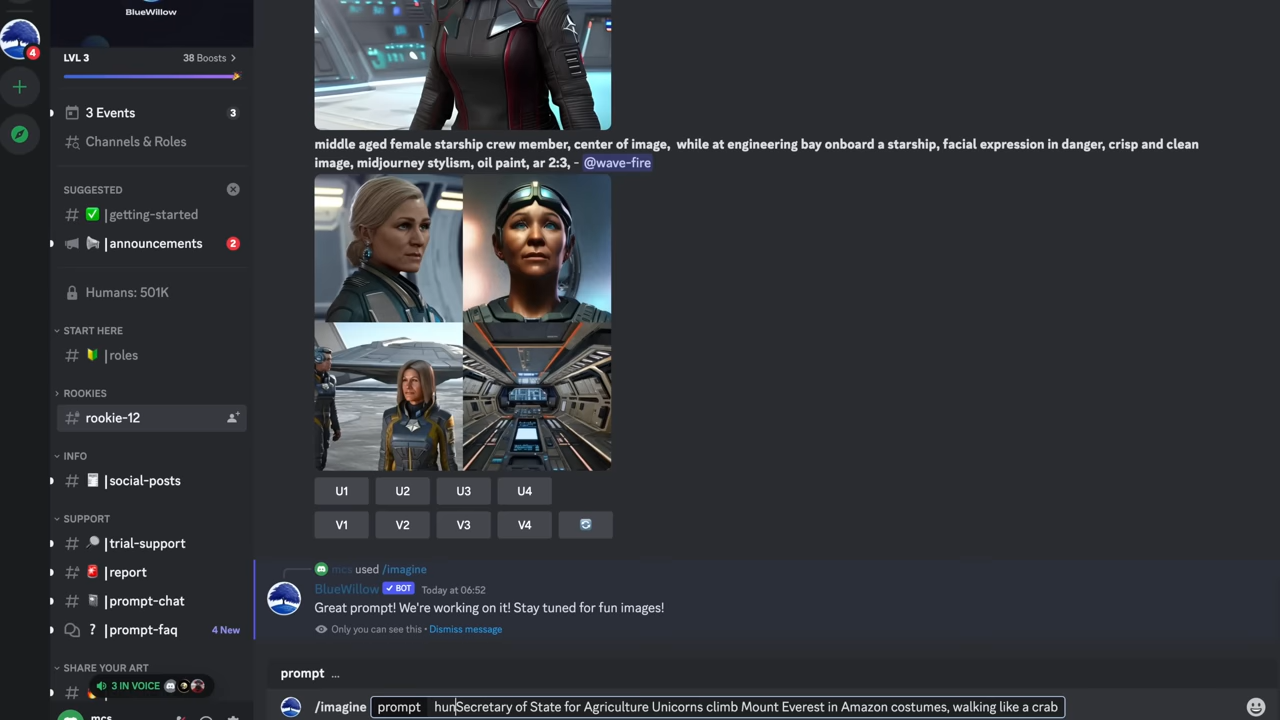 BlueWillow
4
LVL 3
38 Boosts
3 Events
3
Channels & Roles
SUGGESTED
# |getting-started
|announcements
2
Humans: 501K
START HERE
# |roles
ROOKIES
rookie-12
INFO
# |social-posts
SUPPORT
# |trial-support
# |report
# |prompt-chat
? |prompt-faq
4 New
SHARE YOUR ART
3 IN VOICE
mcs
middle aged female starship crew member, center of image, while at engineering bay onboard a starship, facial expression in danger, crisp and clean
image, midjourney stylism, oil paint, ar 2:3, - @wave-fire
U1 U2 U3 U4
V1 V2 V3 V4
mcs used /imagine
BlueWillow ✓ BOT Today at 06:52
Great prompt! We're working on it! Stay tuned for fun images!
Only you can see this • Dismiss message
prompt ...
/imagine prompt hunSecretary of State for Agriculture Unicorns climb Mount Everest in Amazon costumes, walking like a crab